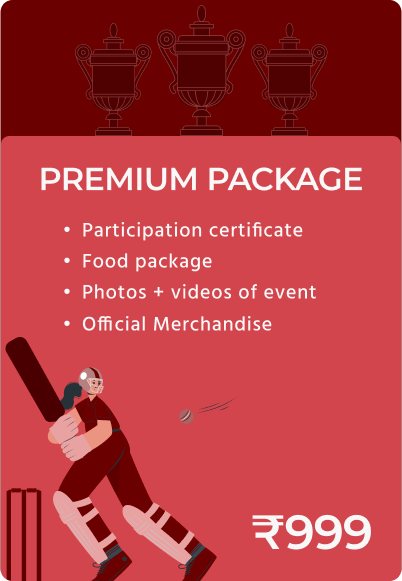 PREMIUM PACKAGE
• Participation certificate
• Food package
• Photos + videos of event
• Official Merchandise
₹999